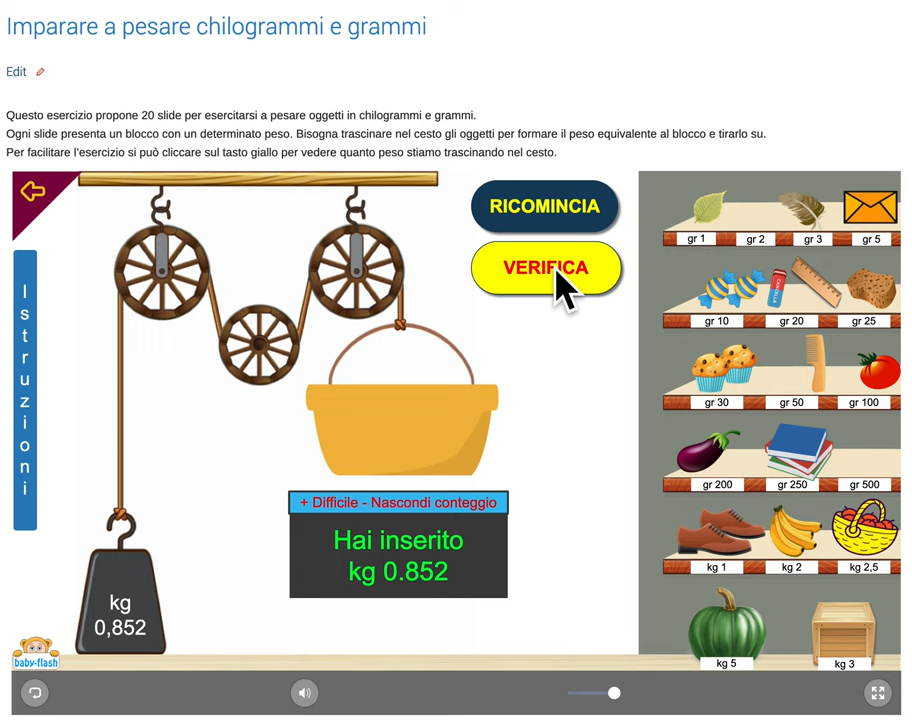 Imparare a pesare chilogrammi e grammi
Edit
Questo esercizio propone 20 slide per esercitarsi a pesare oggetti in chilogrammi e grammi.
Ogni slide presenta un blocco con un determinato peso. Bisogna trascinare nel cesto gli oggetti per formare il peso equivalente al blocco e tirarlo su.
Per facilitare l'esercizio si può cliccare sul tasto giallo per vedere quanto peso stiamo trascinando nel cesto.
RICOMINCIA
VERIFICA
Istruzioni
gr 1 gr 2 gr 3 gr 5
CANCELLA
gr 10 gr 20 gr 25
gr 30 gr 50 gr 100
gr 200 gr 250 gr 500
+ Difficile - Nascondi conteggio
Hai inserito
kg 0.852
kg 1 kg 2 kg 2,5
kg
0,852
baby-flash
kg 5 kg 3